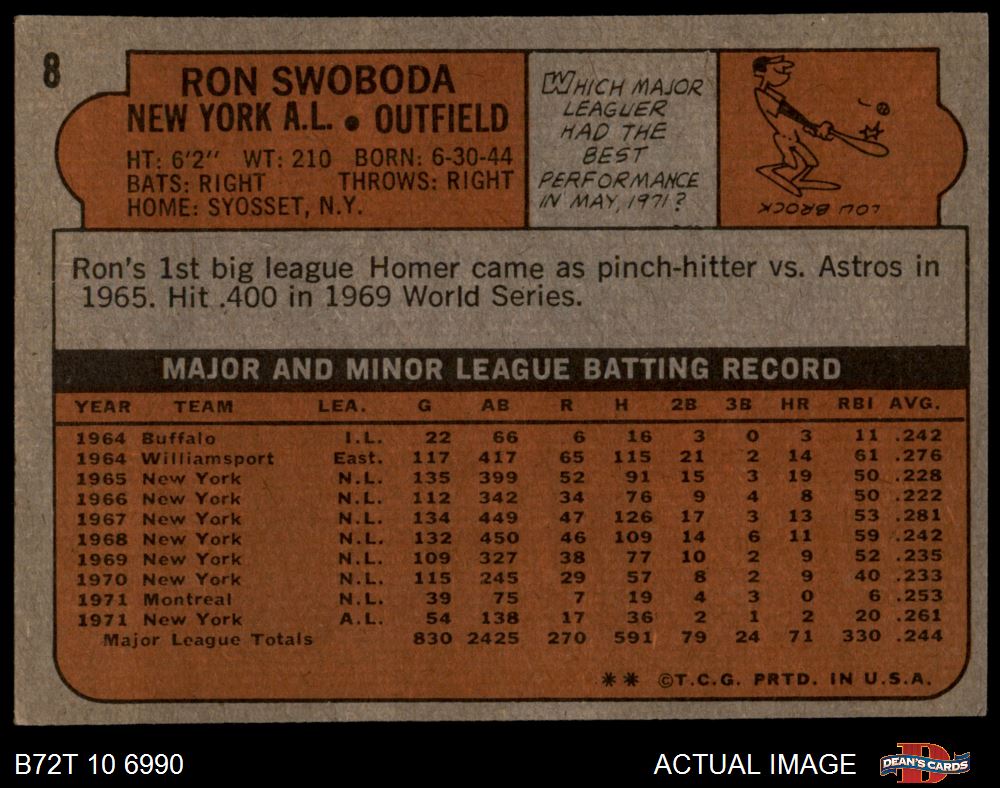 8
RON SWOBODA
NEW YORK A.L. • OUTFIELD
HT: 6'2" WT: 210 BORN: 6-30-44
BATS: RIGHT THROWS: RIGHT
HOME: SYOSSET, N.Y.
WHICH MAJOR
LEAGUER
HAD THE
BEST
PERFORMANCE
IN MAY, 1971?
LOU BROCK
Ron's 1st big league Homer came as pinch-hitter vs. Astros in
1965. Hit .400 in 1969 World Series.
MAJOR AND MINOR LEAGUE BATTING RECORD
YEAR TEAM LEA. G AB R H 2B 3B HR RBI AVG.
1964 Buffalo I.L. 22 66 6 16 3 0 3 11 .242
1964 Williamsport East. 117 417 65 115 21 2 14 61 .276
1965 New York N.L. 135 399 52 91 15 3 19 50 .228
1966 New York N.L. 112 342 34 76 9 4 8 50 .222
1967 New York N.L. 134 449 47 126 17 3 13 53 .281
1968 New York N.L. 132 450 46 109 14 6 11 59 .242
1969 New York N.L. 109 327 38 77 10 2 9 52 .235
1970 New York N.L. 115 245 29 57 8 2 9 40 .233
1971 Montreal N.L. 39 75 7 19 4 3 0 6 .253
1971 New York A.L. 54 138 17 36 2 1 2 20 .261
Major League Totals 830 2425 270 591 79 24 71 330 .244
** ©T.C.G. PRTD. IN U.S.A.
B72T 10 6990
ACTUAL IMAGE
DEAN'S CARDS